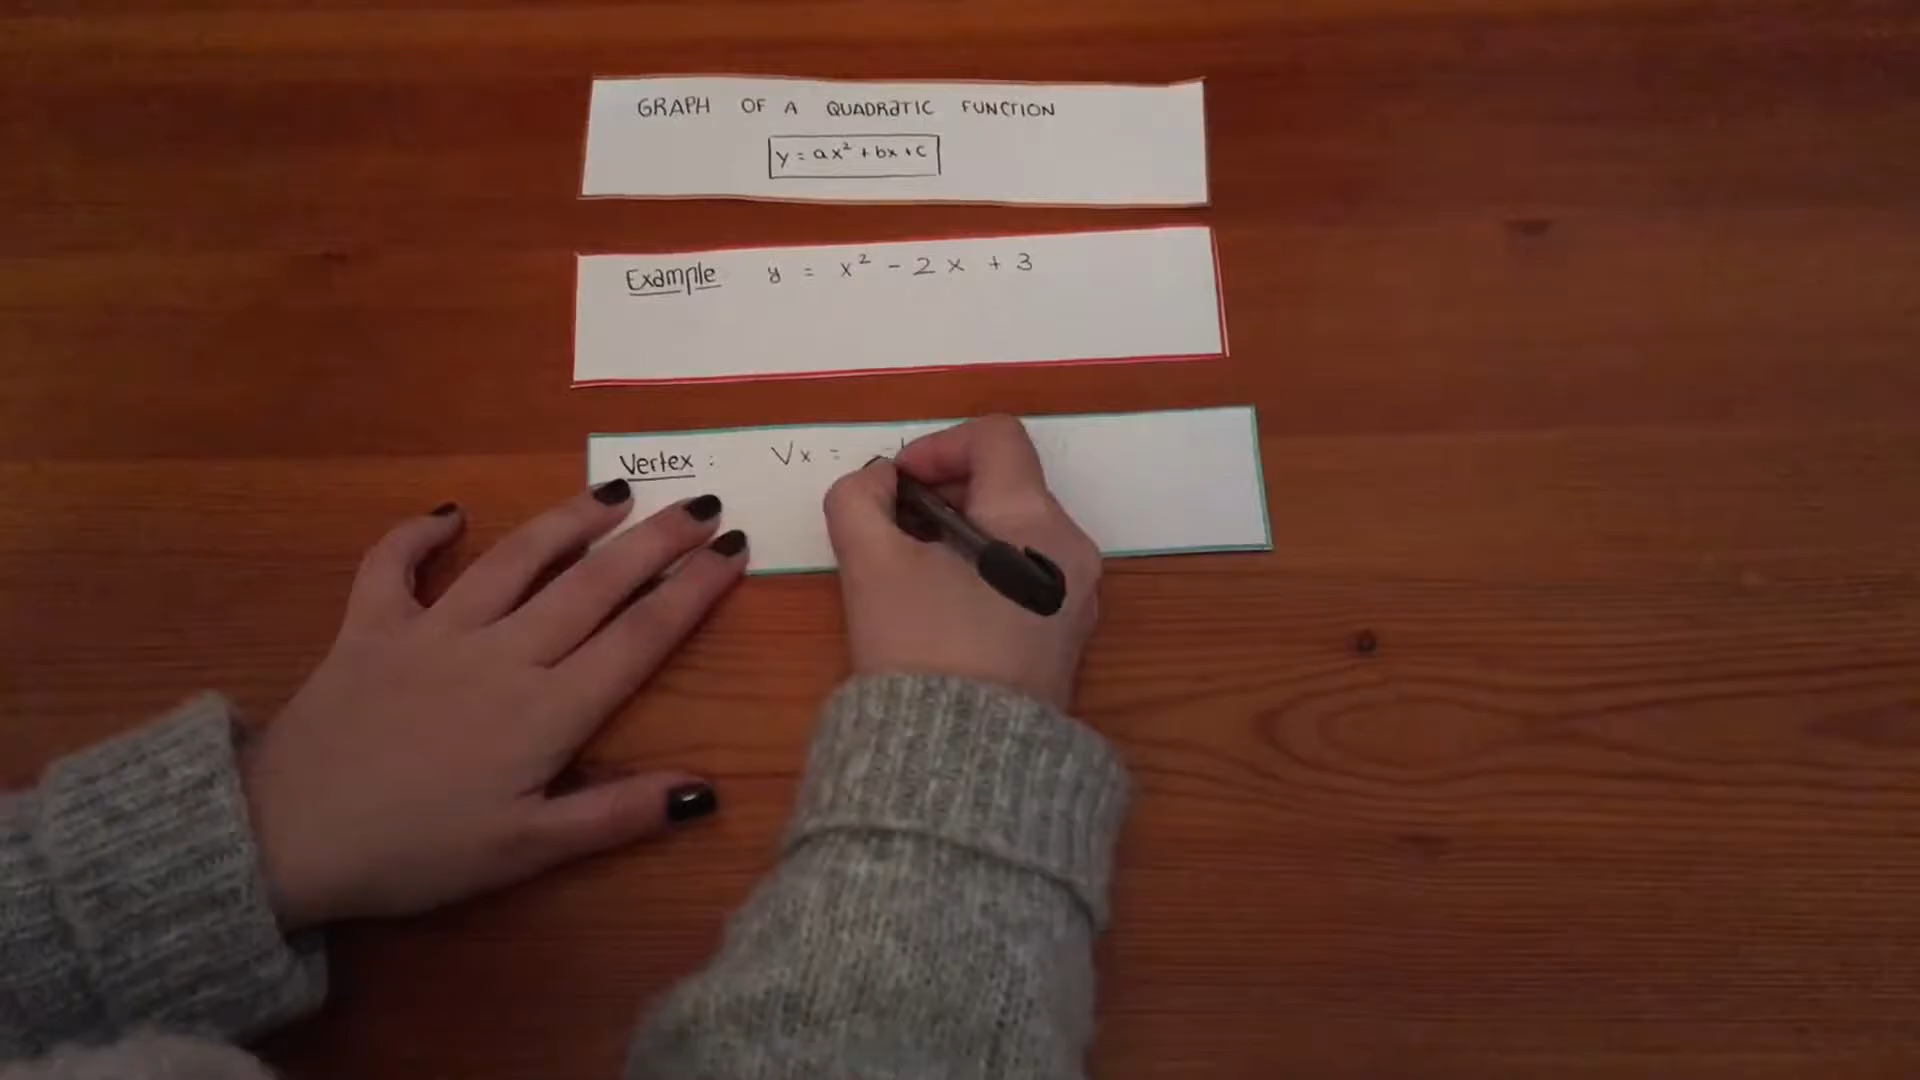 GRAPH OF A QUADRATIC FUNCTION
y = ax² + bx + c
Example y = x² - 2x + 3
Vertex : Vx =